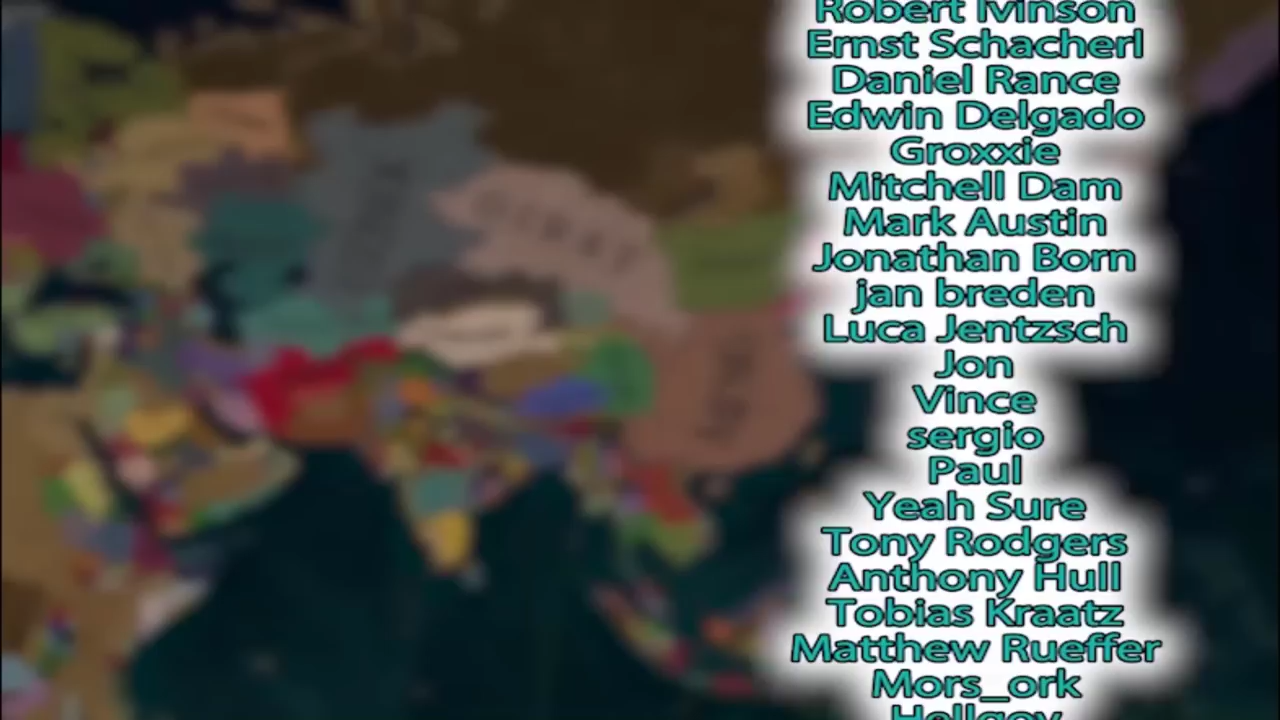 Robert Ivinson
Ernst Schacherl
Daniel Rance
Edwin Delgado
Groxxie
Mitchell Dam
Mark Austin
Jonathan Born
jan breden
Luca Jentzsch
Jon
Vince
sergio
Paul
Yeah Sure
Tony Rodgers
Anthony Hull
Tobias Kraatz
Matthew Rueffer
Mors_ork